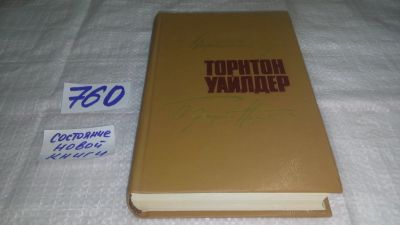 760
СОСТОЯНИЕ
НОВОЙ
КНИГИ
ТОРНТОН
УАЙЛДЕР